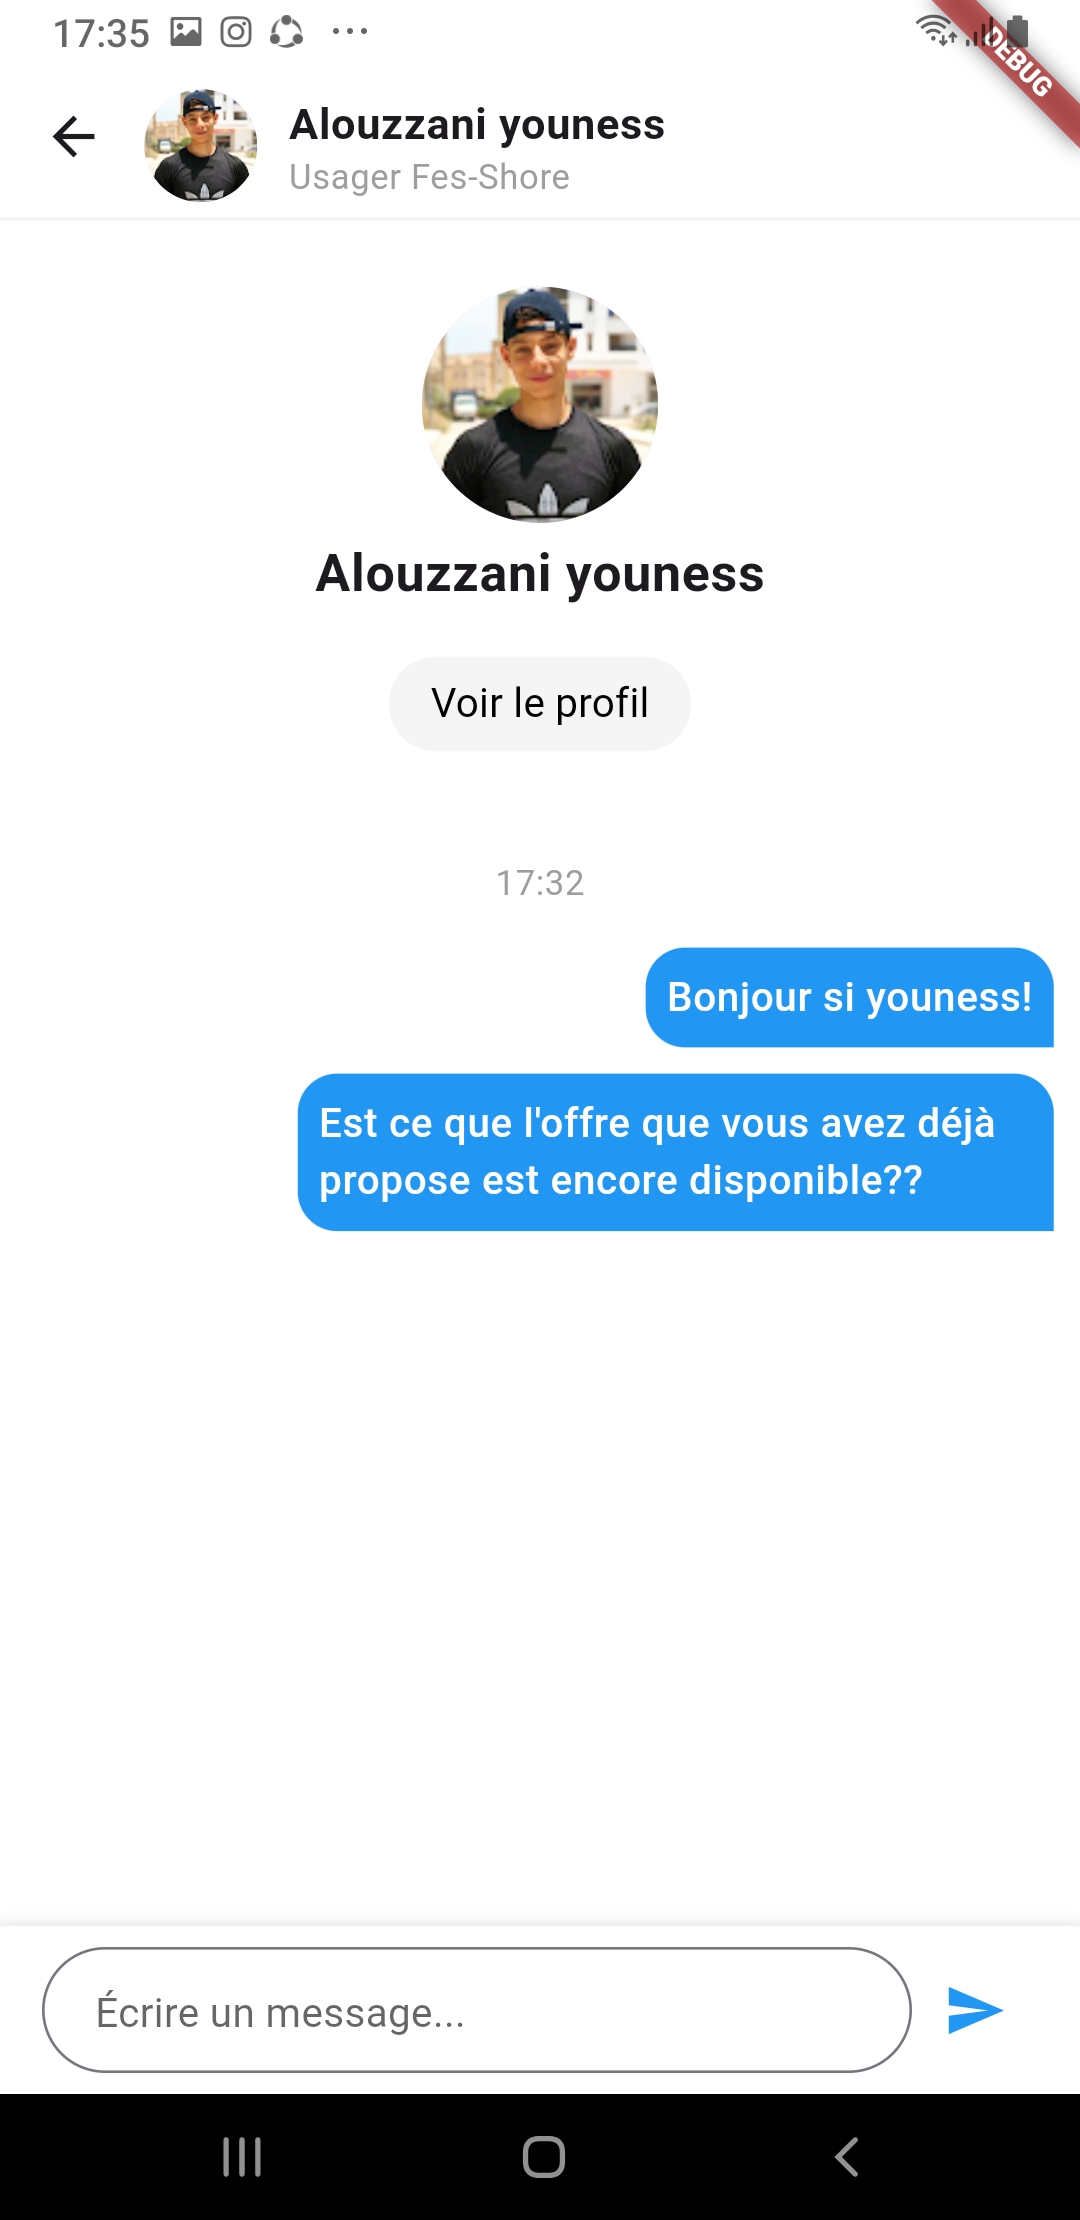 17:35
DEBUG
Alouzzani youness
Usager Fes-Shore
Alouzzani youness
Voir le profil
17:32
Bonjour si youness!
Est ce que l'offre que vous avez déjà
propose est encore disponible??
Écrire un message...